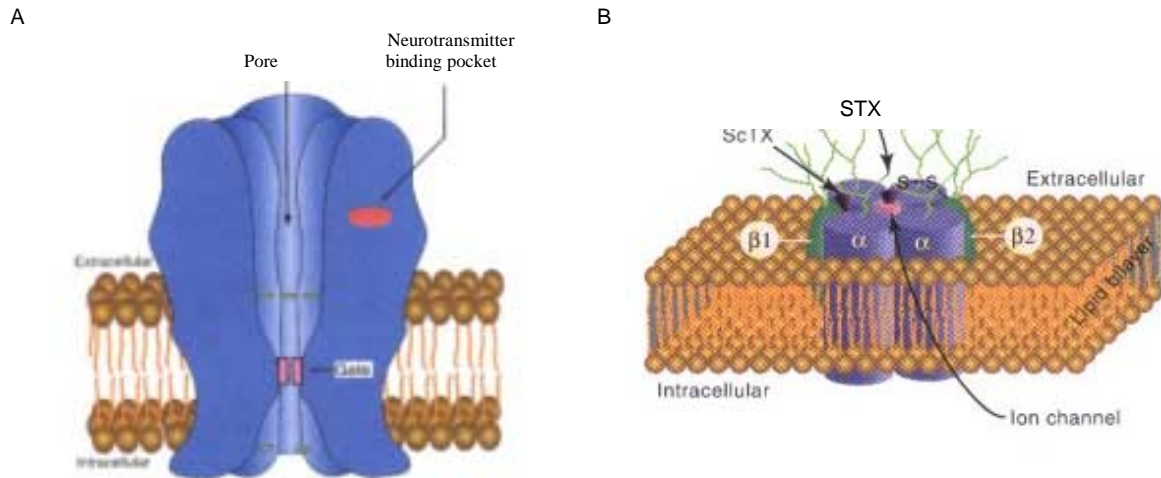 A
Neurotransmitter
binding pocket
Pore
Extracellular
Gate
Intracellular
B
STX
ScTX
S
S
Extracellular
β1
α
α
β2
Lipid bilayer
Intracellular
Ion channel